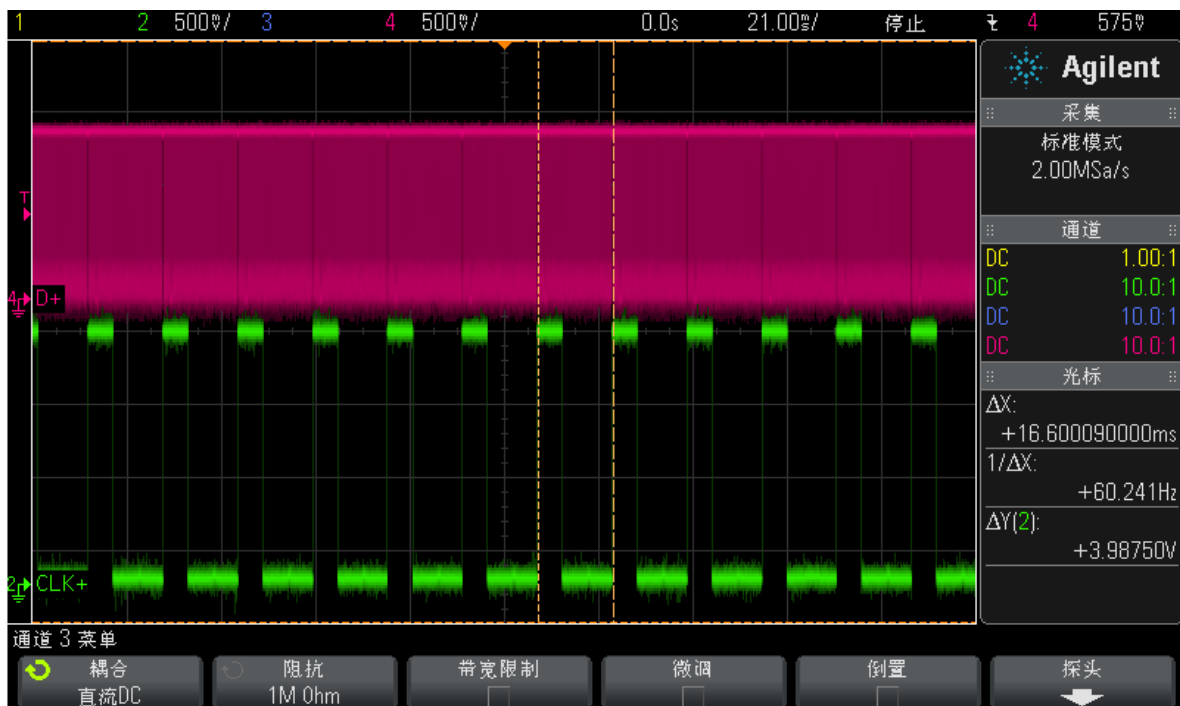 1 2 500mV/ 3 4 500mV/ 0.0s 21.00ms/ 停止 4 575mV
Agilent
采集
标准模式
2.00MSa/s
通道
DC 1.00:1
DC 10.0:1
DC 10.0:1
DC 10.0:1
光标
ΔX:
+16.600090000ms
1/ΔX:
+60.241Hz
ΔY(2):
+3.98750V
T
4 D+
2 CLK+
通道 3 菜单
耦合 阻抗 带宽限制 微调 倒置 探头
直流DC 1M Ohm